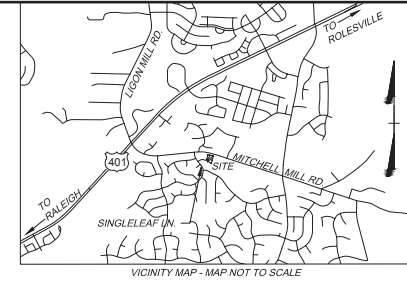 TO
ROLESVILLE
LIGON MILL RD.
401
MITCHELL MILL RD
SITE
TO
RALEIGH
SINGLELEAF LN.
VICINITY MAP - MAP NOT TO SCALE